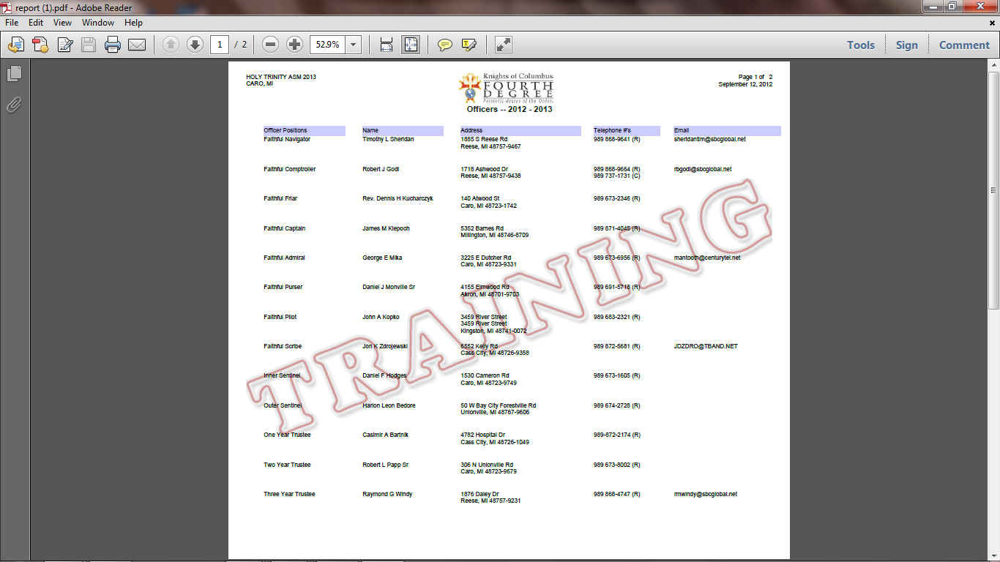 report (1).pdf - Adobe Reader
File Edit View Window Help
1 / 2 52.9% Tools Sign Comment
HOLY TRINITY ASM 2013
CARO, MI
Knights of Columbus
FOURTH
DEGREE
Patriotic degree of the Order.
Page 1 of 2
September 12, 2012
Officers -- 2012 - 2013
Officer Positions Name Address Telephone #'s Email
Faithful Navigator Timothy L Sheridan 1885 S Reese Rd 989 868-9641 (R) sheridantim@sbcglobal.net
Reese, MI 48757-9467
Faithful Comptroller Robert J Godi 1718 Ashwood Dr 989 868-9664 (R) rbgodi@sbcglobal.net
Reese, MI 48757-9438 989 737-1731 (C)
Faithful Friar Rev. Dennis H Kucharczyk 140 Atwood St 989 673-2346 (R)
Caro, MI 48723-1742
Faithful Captain James M Klepoch 5352 Barnes Rd 989 871-4045 (R)
Millington, MI 48746-8709
Faithful Admiral George E Mika 3225 E Dutcher Rd 989 673-6956 (R) mantooth@centurytel.net
Caro, MI 48723-9331
Faithful Purser Daniel J Monville Sr 4155 Elmwood Rd 989 691-5718 (R)
Akron, MI 48701-9703
Faithful Pilot John A Kopko 3459 River Street 989 683-2321 (R)
3459 River Street
Kingston, MI 48741-0072
Faithful Scribe Jon K Zdrojewski 6552 Kelly Rd 989 872-5681 (R) JDZDRO@TBAND.NET
Cass City, MI 48726-9358
Inner Sentinel Daniel F Hodges 1530 Cameron Rd 989 673-1605 (R)
Caro, MI 48723-9749
Outer Sentinel Harlon Leon Bedore 50 W Bay City Forestville Rd 989 674-2728 (R)
Unionville, MI 48767-9606
One Year Trustee Casimir A Bartnik 4782 Hospital Dr 989-872-2174 (R)
Cass City, MI 48726-1049
Two Year Trustee Robert L Papp Sr 306 N Unionville Rd 989 673-8002 (R)
Caro, MI 48723-9679
Three Year Trustee Raymond G Windy 1876 Daley Dr 989 868-4747 (R) rmwindy@sbcglobal.net
Reese, MI 48757-9231
TRAINING